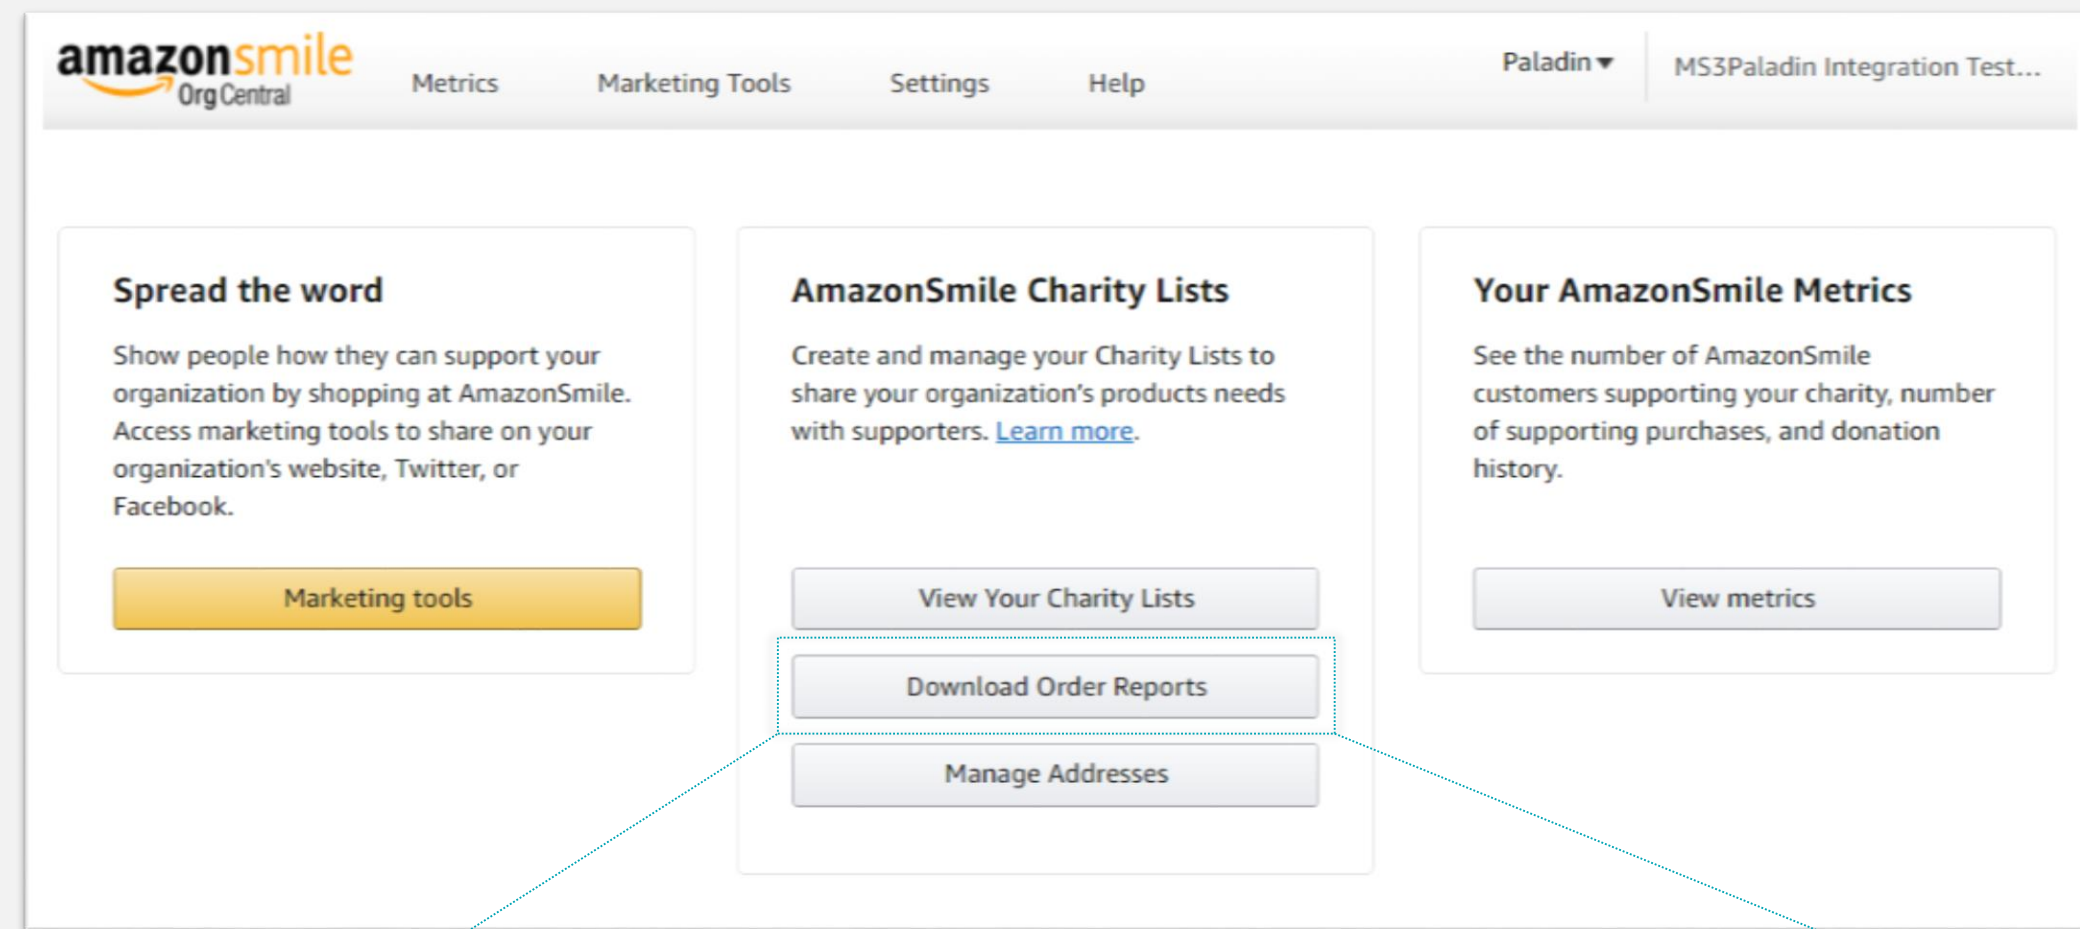 amazonsmile
Org Central
Metrics
Marketing Tools
Settings
Help
Paladin
MS3Paladin Integration Test...
Spread the word
Show people how they can support your
organization by shopping at AmazonSmile.
Access marketing tools to share on your
organization's website, Twitter, or
Facebook.
Marketing tools
AmazonSmile Charity Lists
Create and manage your Charity Lists to
share your organization's products needs
with supporters. Learn more.
View Your Charity Lists
Download Order Reports
Manage Addresses
Your AmazonSmile Metrics
See the number of AmazonSmile
customers supporting your charity, number
of supporting purchases, and donation
history.
View metrics